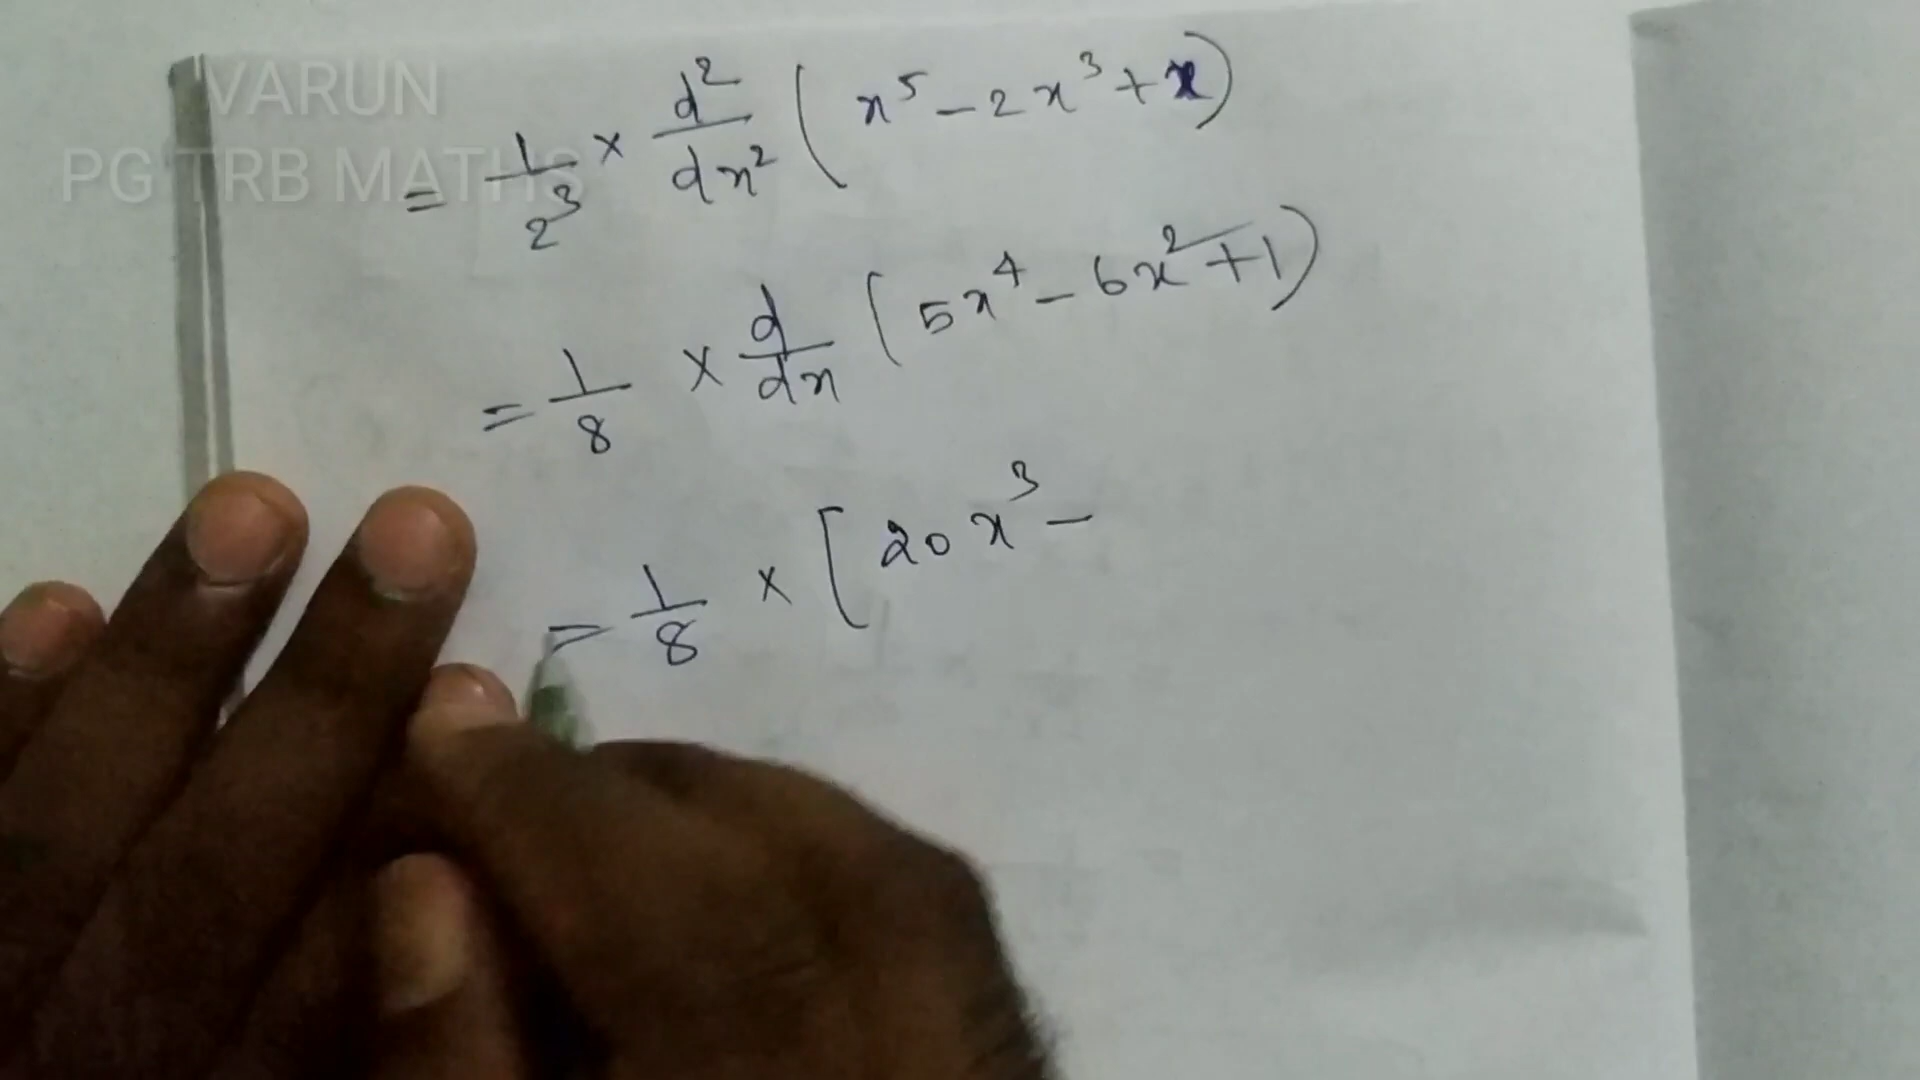 VARUN
PG TRB MATHS
= 1/2³ × d²/dx² (x⁵ - 2x³ + x)
= 1/8 × d/dx (5x⁴ - 6x² + 1)
= 1/8 × [20x³ -